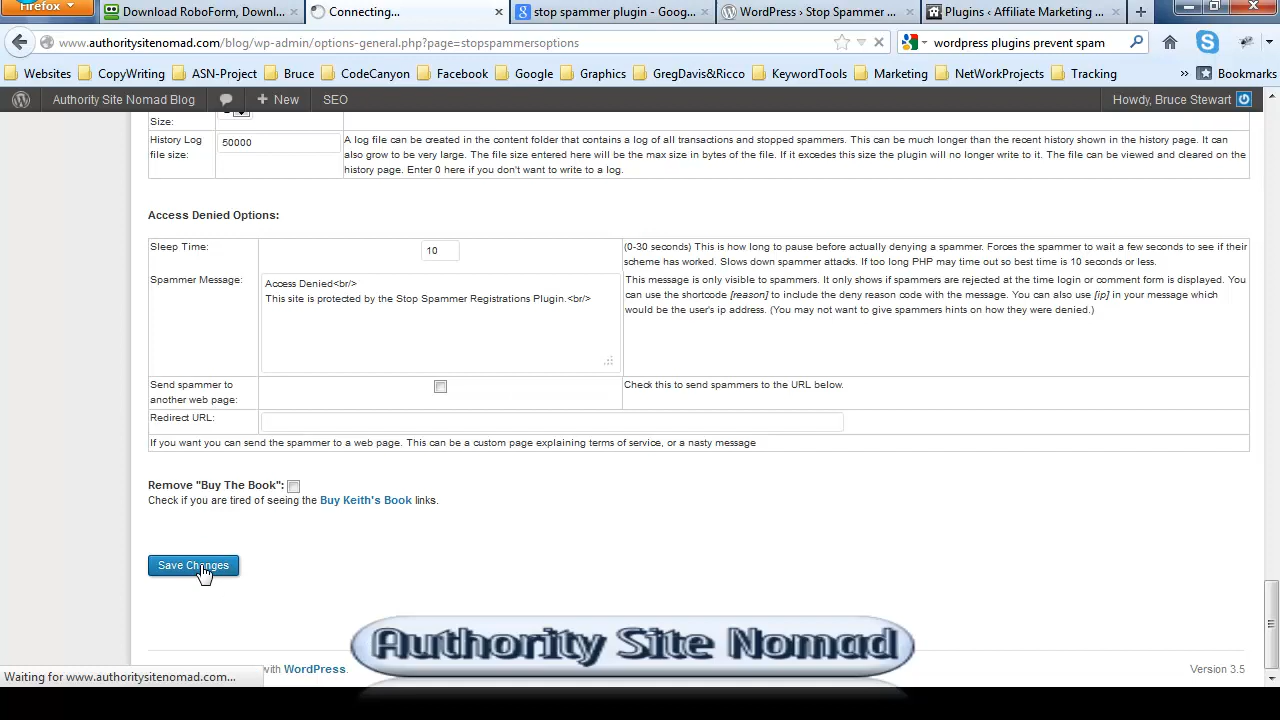 Firefox
Download RoboForm, Downl...
Connecting...
stop spammer plugin - Goog...
WordPress › Stop Spammer ...
Plugins ‹ Affiliate Marketing ...
www.authoritysitenomad.com/blog/wp-admin/options-general.php?page=stopspammersoptions
wordpress plugins prevent spam
Websites CopyWriting ASN-Project Bruce CodeCanyon Facebook Google Graphics GregDavis&Ricco KeywordTools Marketing NetWorkProjects Tracking » Bookmarks
Authority Site Nomad Blog + New SEO Howdy, Bruce Stewart
Size:
History Log file size:
50000
A log file can be created in the content folder that contains a log of all transactions and stopped spammers. This can be much longer than the recent history shown in the history page. It can
also grow to be very large. The file size entered here will be the max size in bytes of the file. If it excedes this size the plugin will no longer write to it. The file can be viewed and cleared on the
history page. Enter 0 here if you don't want to write to a log.
Access Denied Options:
Sleep Time:
10
(0-30 seconds) This is how long to pause before actually denying a spammer. Forces the spammer to wait a few seconds to see if their
scheme has worked. Slows down spammer attacks. If too long PHP may time out so best time is 10 seconds or less.
Spammer Message:
Access Denied<br/>
This site is protected by the Stop Spammer Registrations Plugin.<br/>
This message is only visible to spammers. It only shows if spammers are rejected at the time login or comment form is displayed. You
can use the shortcode [reason] to include the deny reason code with the message. You can also use [ip] in your message which
would be the user's ip address. (You may not want to give spammers hints on how they were denied.)
Send spammer to
another web page:
Check this to send spammers to the URL below.
Redirect URL:
If you want you can send the spammer to a web page. This can be a custom page explaining terms of service, or a nasty message
Remove "Buy The Book":
Check if you are tired of seeing the Buy Keith's Book links.
Save Changes
Authority Site Nomad
with WordPress.
Version 3.5
Waiting for www.authoritysitenomad.com...